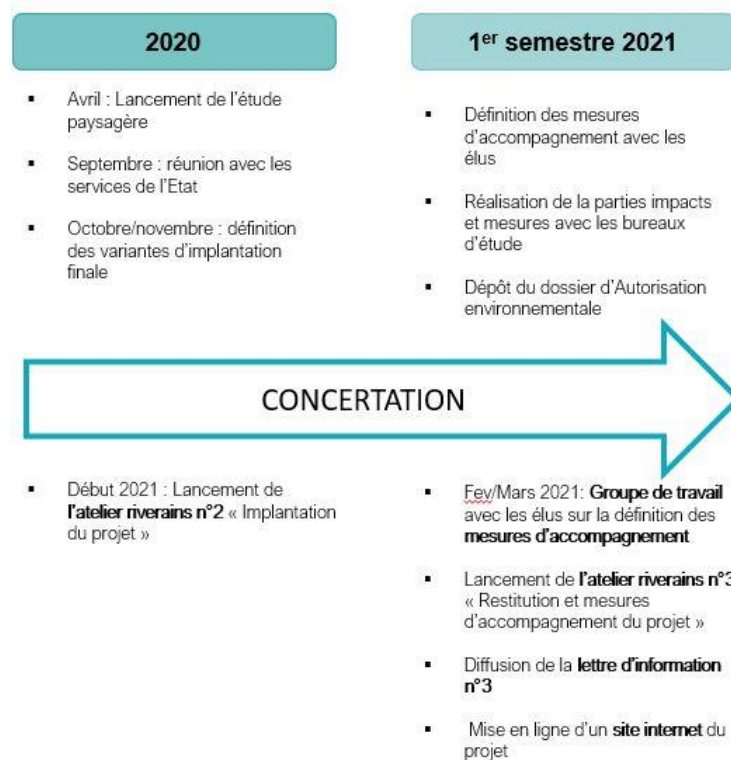 2020
▪ Avril : Lancement de l'étude
paysagère
▪ Septembre : réunion avec les
services de l'Etat
▪ Octobre/novembre : définition
des variantes d'implantation
finale
1er semestre 2021
▪ Définition des mesures
d'accompagnement avec les
élus
▪ Réalisation de la parties impacts
et mesures avec les bureaux
d'étude
▪ Dépôt du dossier d'Autorisation
environnementale
CONCERTATION
▪ Début 2021 : Lancement de
l'atelier riverains n°2 « Implantation
du projet »
▪ Fev/Mars 2021: Groupe de travail
avec les élus sur la définition des
mesures d'accompagnement
▪ Lancement de l'atelier riverains n°3
« Restitution et mesures
d'accompagnement du projet »
▪ Diffusion de la lettre d'information
n°3
▪ Mise en ligne d'un site internet du
projet